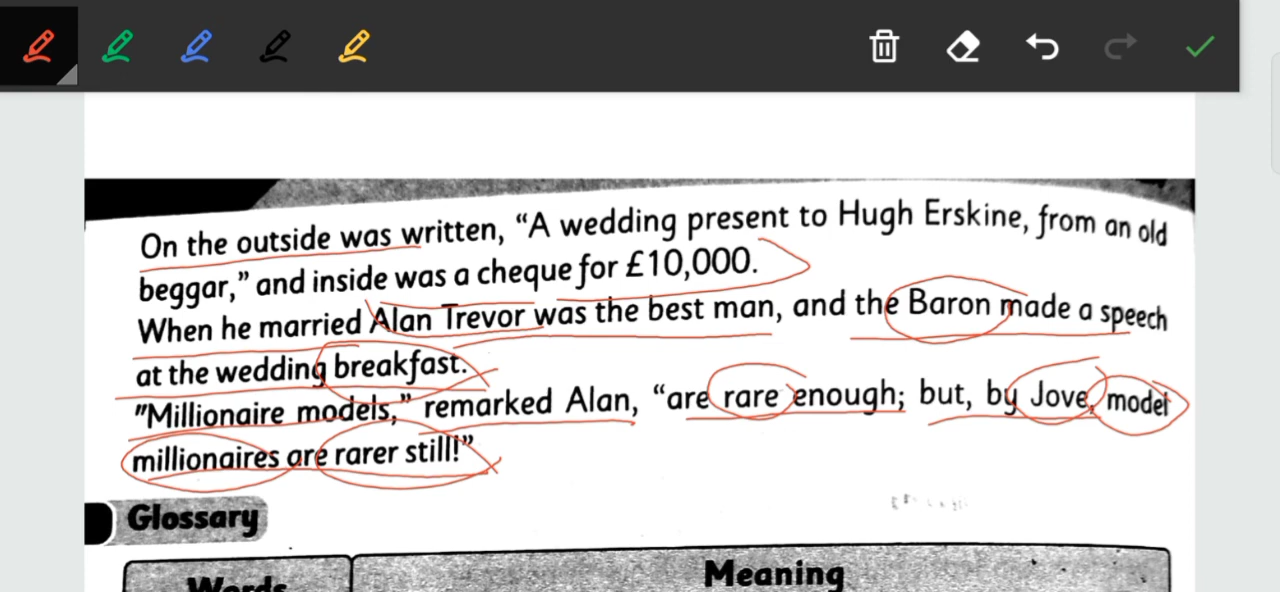 On the outside was written, “A wedding present to Hugh Erskine, from an old
beggar,” and inside was a cheque for £10,000.
When he married Alan Trevor was the best man, and the Baron made a speech
at the wedding breakfast.
"Millionaire models,” remarked Alan, “are rare enough; but, by Jove, model
millionaires are rarer still!”
Glossary
Words Meaning